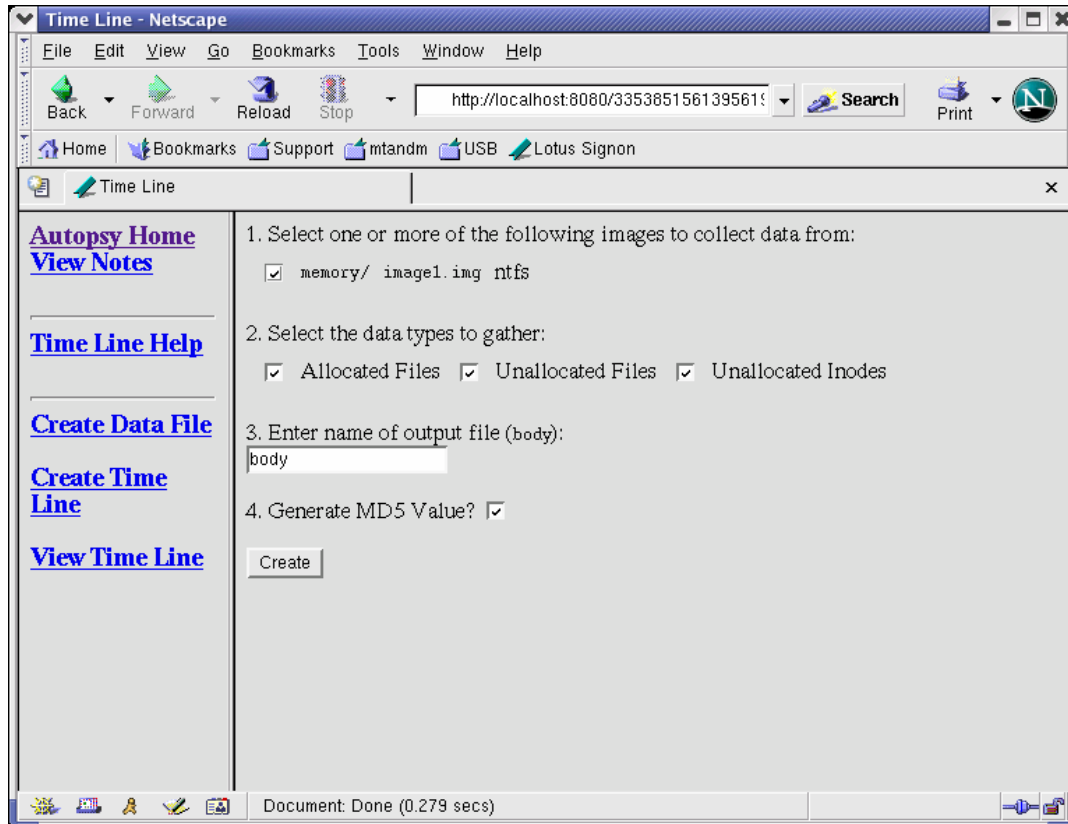 Time Line - Netscape
File Edit View Go Bookmarks Tools Window Help
Back Forward Reload Stop http://localhost:8080/3353851561395619 Search Print N
Home Bookmarks Support mtandm USB Lotus Signon
Time Line
Autopsy Home
View Notes
Time Line Help
Create Data File
Create Time
Line
View Time Line
1. Select one or more of the following images to collect data from:
memory/ image1.img ntfs
2. Select the data types to gather:
Allocated Files Unallocated Files Unallocated Inodes
3. Enter name of output file (body):
body
4. Generate MD5 Value?
Create
Document: Done (0.279 secs)